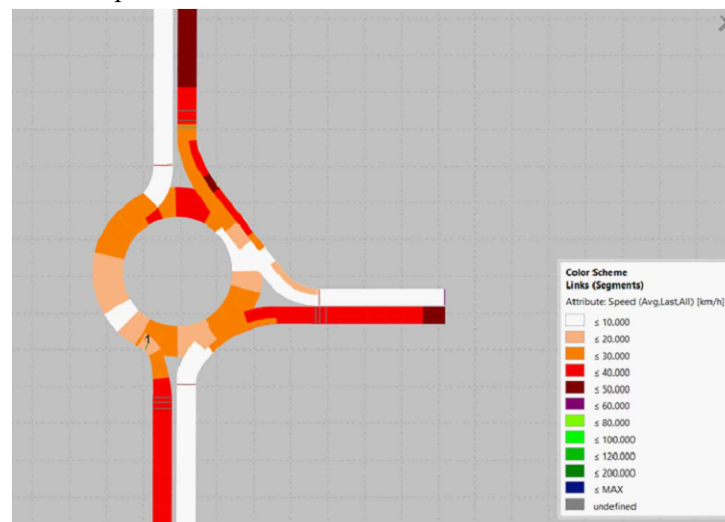 Color Scheme
Links (Segments)
Attribute: Speed (Avg,Last,All) [km/h]
≤ 10.000
≤ 20.000
≤ 30.000
≤ 40.000
≤ 50.000
≤ 60.000
≤ 80.000
≤ 100.000
≤ 120.000
≤ 200.000
≤ MAX
undefined